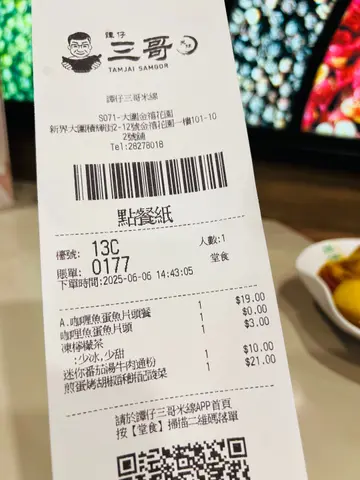 譚仔
三哥
TAMJAI SAMGOR
譚仔三哥米線
S071-大圍金禧花園
新界大圍積輝街2-12號金禧花園一樓101-10
2號舖
Tel:28278018
點餐紙
檯號: 13C 人數:1
賬單: 0177 堂食
下單時間:2025-06-06 14:43:05
A.咖喱魚蛋魚片頭餐 1 $19.00
咖喱魚蛋魚片頭 1 $0.00
凍檸檬茶 1 $3.00
:少冰,少甜
迷你番茄湯牛肉通粉 1 $10.00
煎蛋烤胡椒豬酥餅配酸菜 1 $21.00
請於譚仔三哥米線APP首頁
按【堂食】掃描二維碼落單